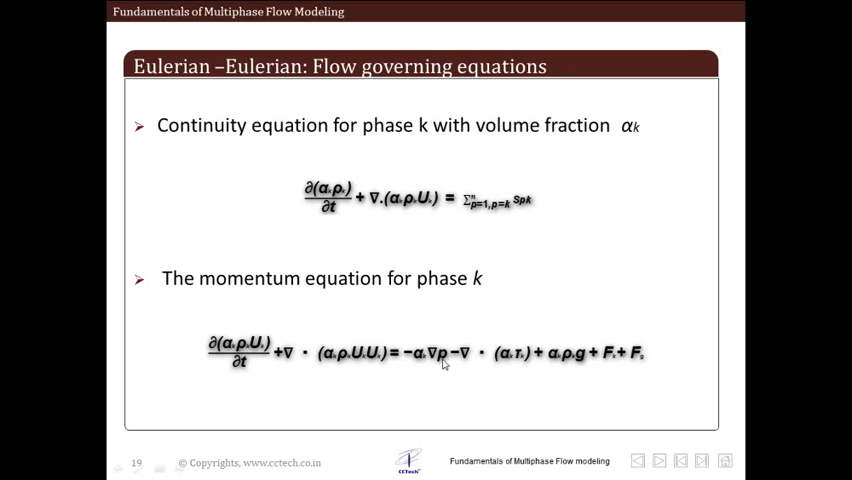 Fundamentals of Multiphase Flow Modeling
Eulerian –Eulerian: Flow governing equations
Continuity equation for phase k with volume fraction αk
∂(αₖρₖ)/∂t + ∇.(αₖρₖUₖ) = ∑ⁿp=1,p=k Spk
The momentum equation for phase k
∂(αₖρₖUₖ)/∂t +∇ · (αₖρₖUₖUₖ) = −αₖ∇p −∇ · (αₖτₖ) + αₖρₖg + Fₖ+ F
19 © Copyrights, www.cctech.co.in CCTech Fundamentals of Multiphase Flow modeling